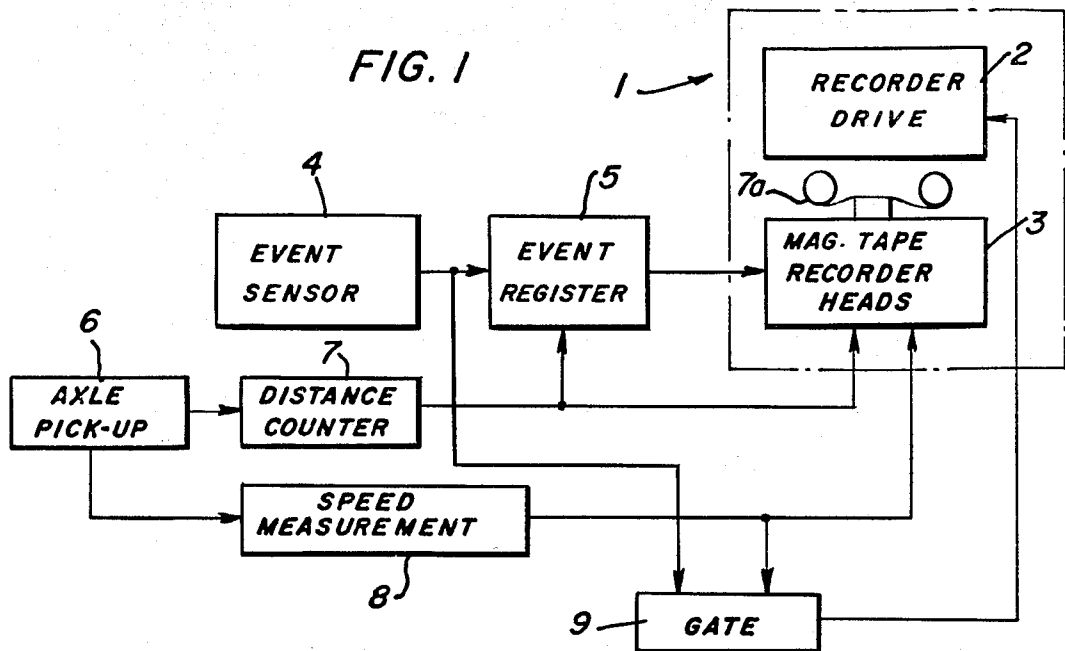 FIG. 1
1
2
RECORDER
DRIVE
7a
3
MAG. TAPE
RECORDER
HEADS
4
EVENT
SENSOR
5
EVENT
REGISTER
6
AXLE
PICK-UP
7
DISTANCE
COUNTER
SPEED
MEASUREMENT
8
9
GATE